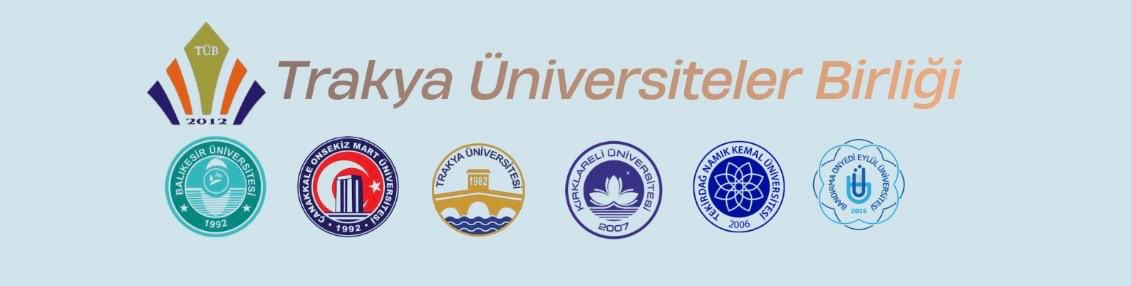 TÜB
2012
Trakya Üniversiteler Birliği
BALIKESİR ÜNİVERSİTESİ
1992
ÇANAKKALE ONSEKİZ MART ÜNİVERSİTESİ
1992
TRAKYA ÜNİVERSİTESİ
1982
KIRKLARELİ ÜNİVERSİTESİ
2007
TEKİRDAĞ NAMIK KEMAL ÜNİVERSİTESİ
2006
BANDIRMA ONYEDİ EYLÜL ÜNİVERSİTESİ
2015